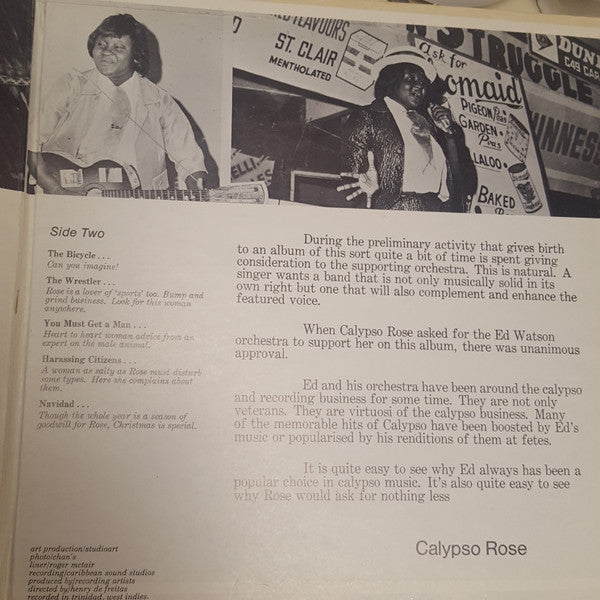 FLAVOURS
ST. CLAIR
MENTHOLATED
ask for
omaid
STRUGGLE
DUN
PIGEON Peas
GARDEN
Peas
LALOO
BAKED
UINNESS
Side Two
The Bicycle . . .
Can you imagine!
The Wrestler . . .
Rose is a lover of 'sports' too. Bump and
grind business. Look for this woman
anywhere.
You Must Get a Man . . .
Heart to heart woman advice from an
expert on the male animal.
Harassing Citizens . . .
A woman as salty as Rose must disturb
some types. Here she complains about
them.
Navidad . . .
Though the whole year is a season of
goodwill for Rose, Christmas is special.
During the preliminary activity that gives birth
to an album of this sort quite a bit of time is spent giving
consideration to the supporting orchestra. This is natural. A
singer wants a band that is not only musically solid in its
own right but one that will also complement and enhance the
featured voice.
When Calypso Rose asked for the Ed Watson
orchestra to support her on this album, there was unanimous
approval.
Ed and his orchestra have been around the calypso
and recording business for some time. They are not only
veterans. They are virtuosi of the calypso business. Many
of the memorable hits of Calypso have been boosted by Ed's
music or popularised by his renditions of them at fetes.
It is quite easy to see why Ed always has been a
popular choice in calypso music. It's also quite easy to see
why Rose would ask for nothing less
Calypso Rose
art production/studioart
photo/chan's
liner/roger mctair
recording/caribbean sound studios
produced by/recording artists
directed by/henry de freitas
recorded in trinidad, west indies.